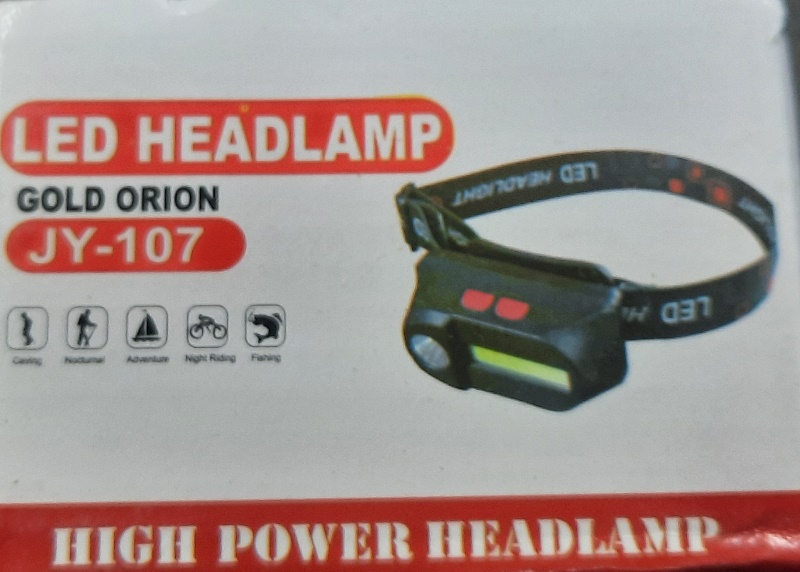 LED HEADLAMP
GOLD ORION
JY-107
Caving Nocturnal Adventure Night Riding Fishing
LED HEADLIGHT
LED
HIGH POWER HEADLAMP